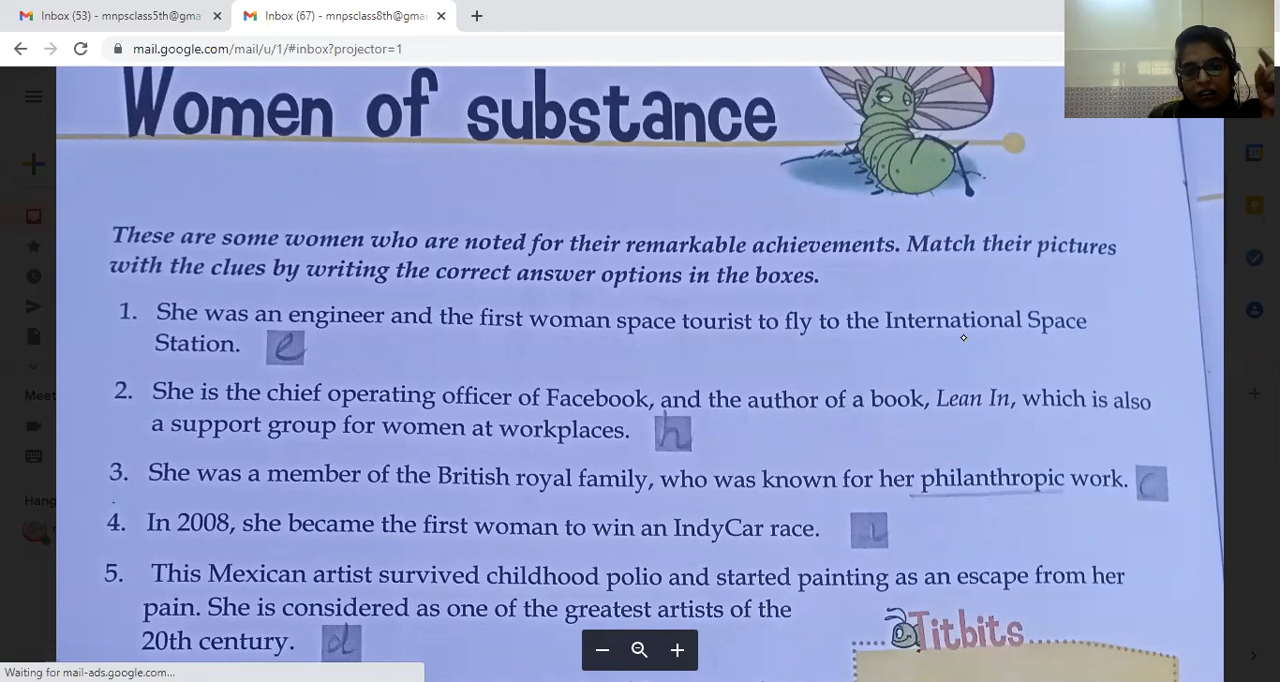 Inbox (53) - mnpsclass5th@gma
Inbox (67) - mnpsclass8th@gmai
mail.google.com/mail/u/1/#inbox?projector=1
Women of substance
These are some women who are noted for their remarkable achievements. Match their pictures
with the clues by writing the correct answer options in the boxes.
1. She was an engineer and the first woman space tourist to fly to the International Space
Station. e
2. She is the chief operating officer of Facebook, and the author of a book, Lean In, which is also
a support group for women at workplaces. h
3. She was a member of the British royal family, who was known for her philanthropic work. c
4. In 2008, she became the first woman to win an IndyCar race.
5. This Mexican artist survived childhood polio and started painting as an escape from her
pain. She is considered as one of the greatest artists of the
20th century. d
Titbits
Meet
Hang
Waiting for mail-ads.google.com...